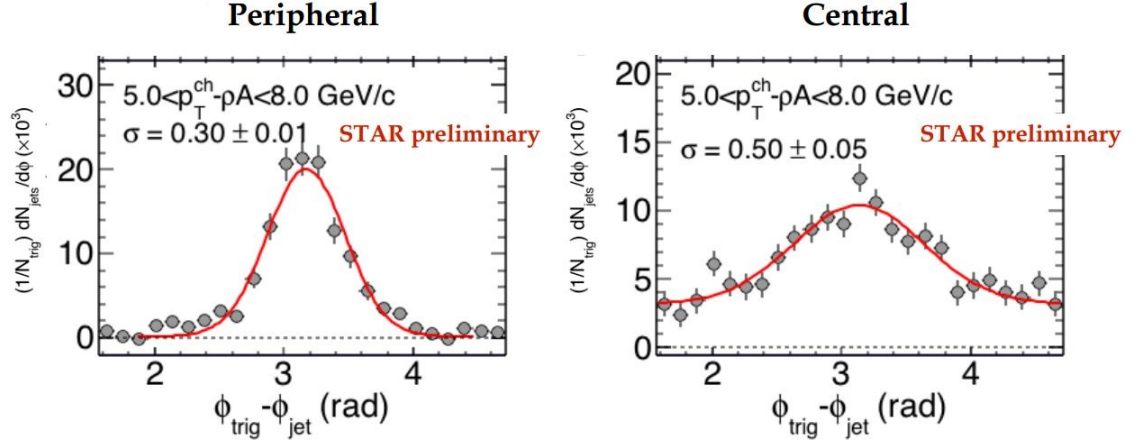 Peripheral
30
20
10
0
2
3
4
5.0<p_T^ch-ρA<8.0 GeV/c
σ = 0.30 ± 0.01
STAR preliminary
(1/N_trig) dN_jets/dϕ (×10³)
ϕ_trig-ϕ_jet (rad)
Central
20
15
10
5
0
2
3
4
5.0<p_T^ch-ρA<8.0 GeV/c
σ = 0.50 ± 0.05
STAR preliminary
(1/N_trig) dN_jets/dϕ (×10³)
ϕ_trig-ϕ_jet (rad)